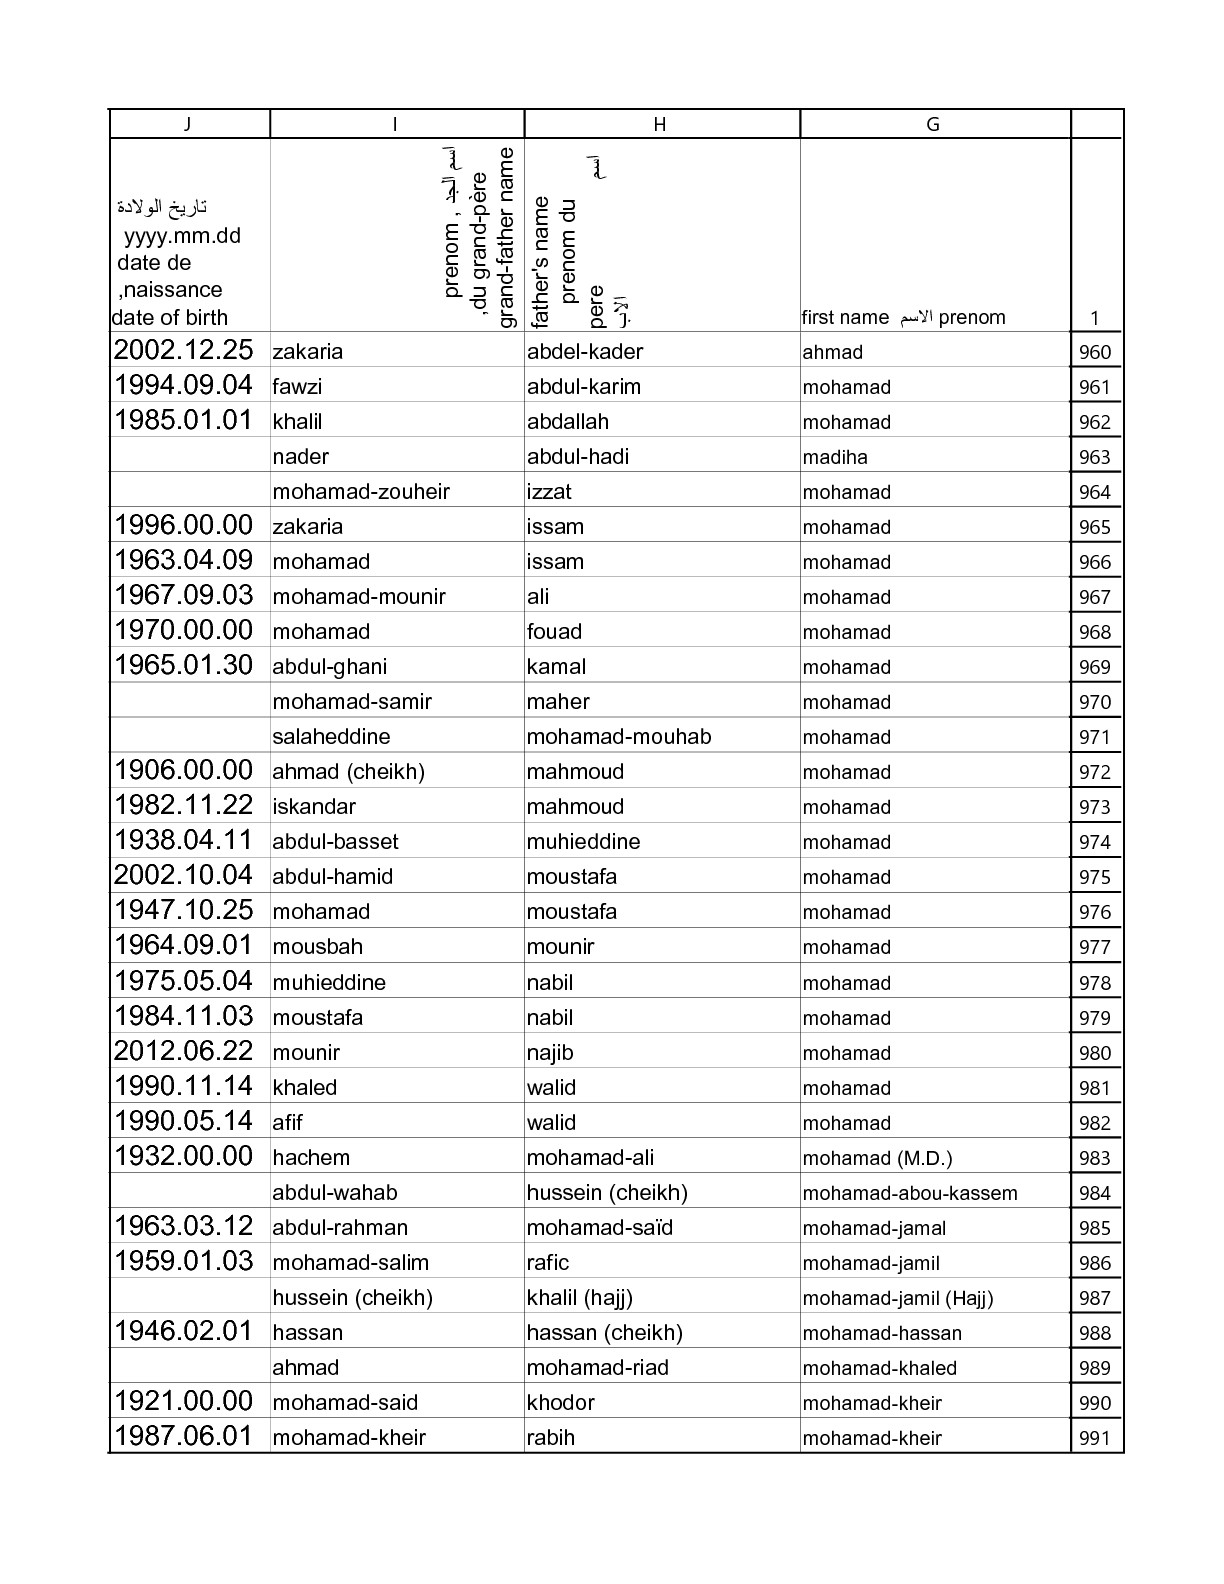 J I H G
تاريخ الولادة
yyyy.mm.dd
date de
,naissance
date of birth
prenom , اسم الجد
,du grand-père
grand-father name
father's name
prenom du
pere اسم
الاب
first name الاسم prenom 1
2002.12.25 zakaria abdel-kader ahmad 960
1994.09.04 fawzi abdul-karim mohamad 961
1985.01.01 khalil abdallah mohamad 962
nader abdul-hadi madiha 963
mohamad-zouheir izzat mohamad 964
1996.00.00 zakaria issam mohamad 965
1963.04.09 mohamad issam mohamad 966
1967.09.03 mohamad-mounir ali mohamad 967
1970.00.00 mohamad fouad mohamad 968
1965.01.30 abdul-ghani kamal mohamad 969
mohamad-samir maher mohamad 970
salaheddine mohamad-mouhab mohamad 971
1906.00.00 ahmad (cheikh) mahmoud mohamad 972
1982.11.22 iskandar mahmoud mohamad 973
1938.04.11 abdul-basset muhieddine mohamad 974
2002.10.04 abdul-hamid moustafa mohamad 975
1947.10.25 mohamad moustafa mohamad 976
1964.09.01 mousbah mounir mohamad 977
1975.05.04 muhieddine nabil mohamad 978
1984.11.03 moustafa nabil mohamad 979
2012.06.22 mounir najib mohamad 980
1990.11.14 khaled walid mohamad 981
1990.05.14 afif walid mohamad 982
1932.00.00 hachem mohamad-ali mohamad (M.D.) 983
abdul-wahab hussein (cheikh) mohamad-abou-kassem 984
1963.03.12 abdul-rahman mohamad-saïd mohamad-jamal 985
1959.01.03 mohamad-salim rafic mohamad-jamil 986
hussein (cheikh) khalil (hajj) mohamad-jamil (Hajj) 987
1946.02.01 hassan hassan (cheikh) mohamad-hassan 988
ahmad mohamad-riad mohamad-khaled 989
1921.00.00 mohamad-said khodor mohamad-kheir 990
1987.06.01 mohamad-kheir rabih mohamad-kheir 991